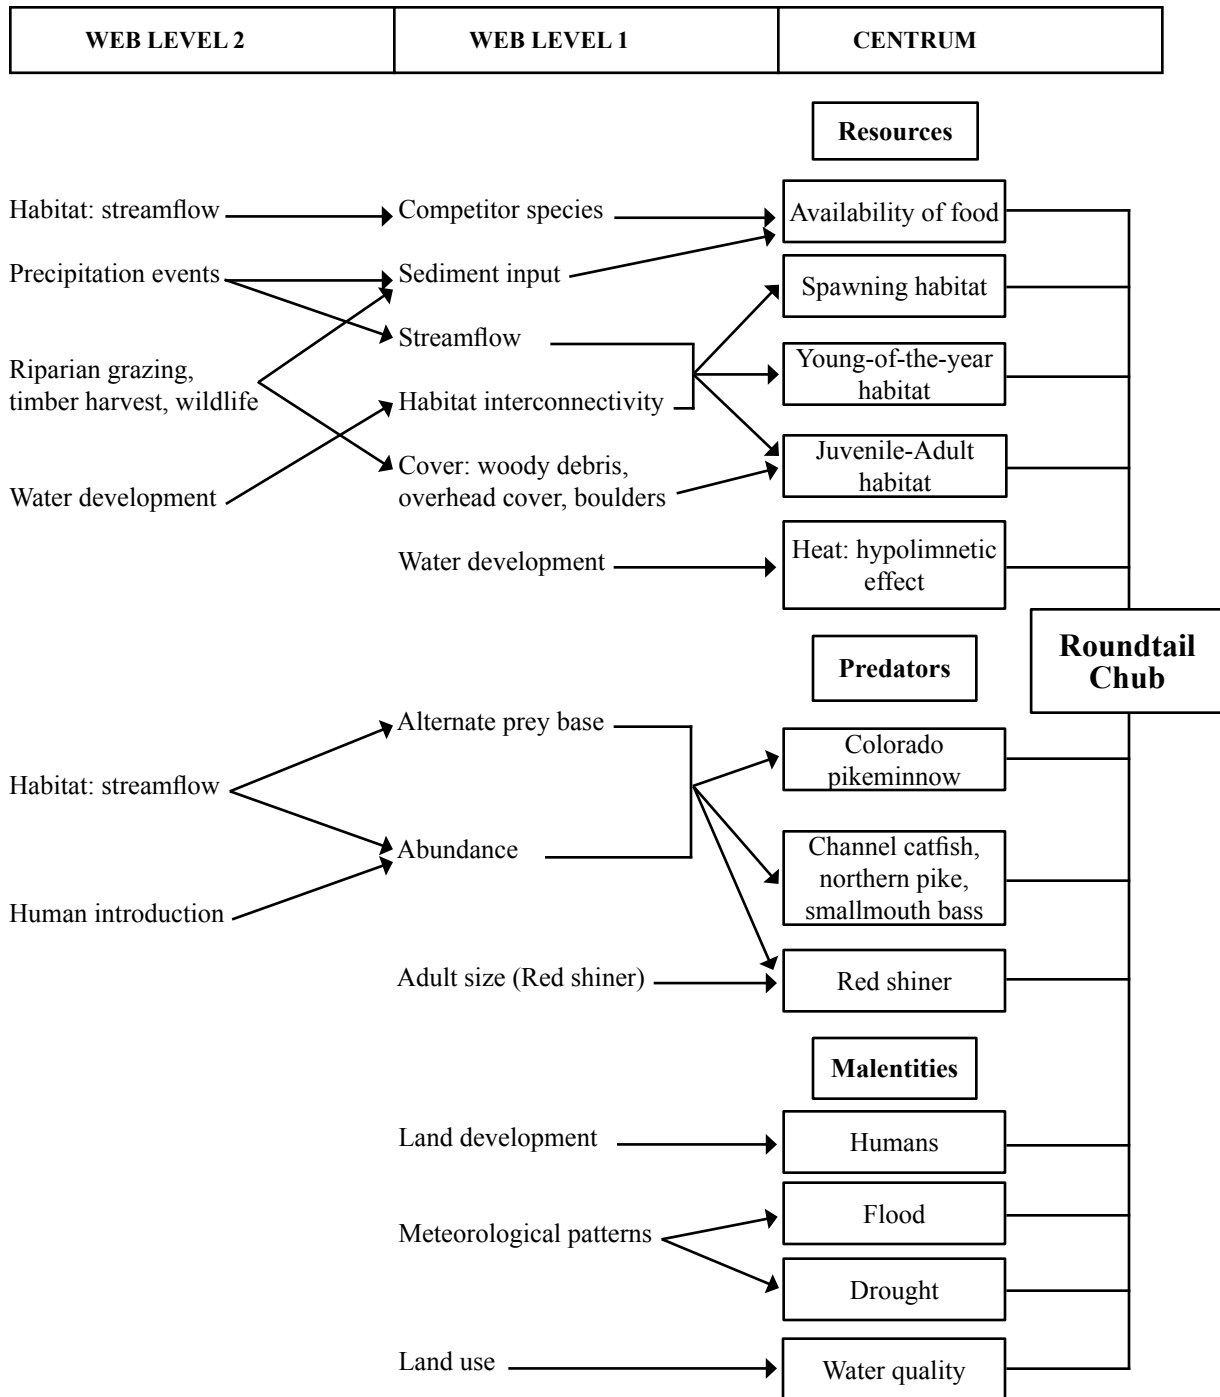 WEB LEVEL 2
WEB LEVEL 1
CENTRUM
Resources
Habitat: streamflow
Competitor species
Availability of food
Precipitation events
Sediment input
Spawning habitat
Streamflow
Riparian grazing,
timber harvest, wildlife
Young-of-the-year
habitat
Habitat interconnectivity
Water development
Cover: woody debris,
overhead cover, boulders
Juvenile-Adult
habitat
Water development
Heat: hypolimnetic
effect
Roundtail
Chub
Predators
Alternate prey base
Colorado
pikeminnow
Habitat: streamflow
Abundance
Channel catfish,
northern pike,
smallmouth bass
Human introduction
Adult size (Red shiner)
Red shiner
Malentities
Land development
Humans
Meteorological patterns
Flood
Drought
Land use
Water quality